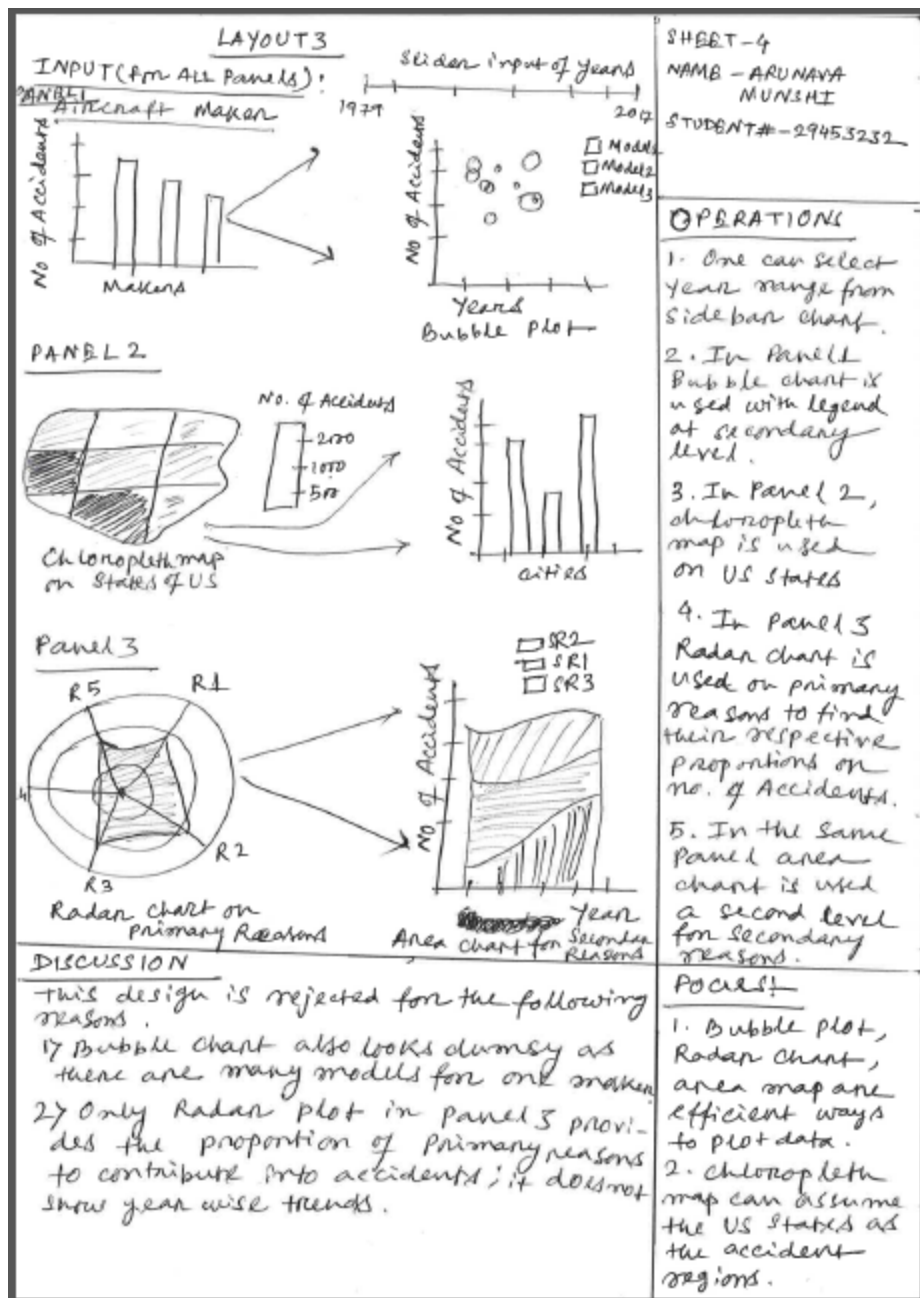 LAYOUT 3
INPUT (for ALL Panels):
Slider input of years
1979
2017
PANEL 1
Aircraft Maker
No of Accidents
Makers
No of Accidents
Model1
Model2
Model3
Years
Bubble Plot
PANEL 2
No. of Accidents
2000
1000
500
Chloropleth map
on States of US
No of Accidents
cities
Panel 3
R5
R1
4
R2
R3
Radar Chart on
Primary Reasons
SR2
SR1
SR3
No of Accidents
Year
Area Chart for Secondar
Reasons
DISCUSSION
This design is rejected for the following
reasons.
1) Bubble Chart also looks clumsy as
there are many models for one maker
2) Only Radar plot in panel 3 provi-
des the proportion of Primary reasons
to contribute into accidents; it does not
show year wise trends.
SHEET-4
NAME - ARUNAVA
MUNSHI
STUDENT# - 29453232
OPERATIONS
1. One can select
year range from
sidebar chart.
2. In Panel1
Bubble chart is
used with legend
at secondary
level.
3. In Panel 2,
chloropleth
map is used
on US States
4. In Panel 3
Radar chart is
used on primary
reasons to find
their respective
proportions on
no. of Accidents.
5. In the same
Panel area
chart is used
a second level
for secondary
reasons.
FOCUS!
1. Bubble plot,
Radar Chart,
area map are
efficient ways
to plot data.
2. Chloropleth
map can assume
the US States as
the accident
regions.